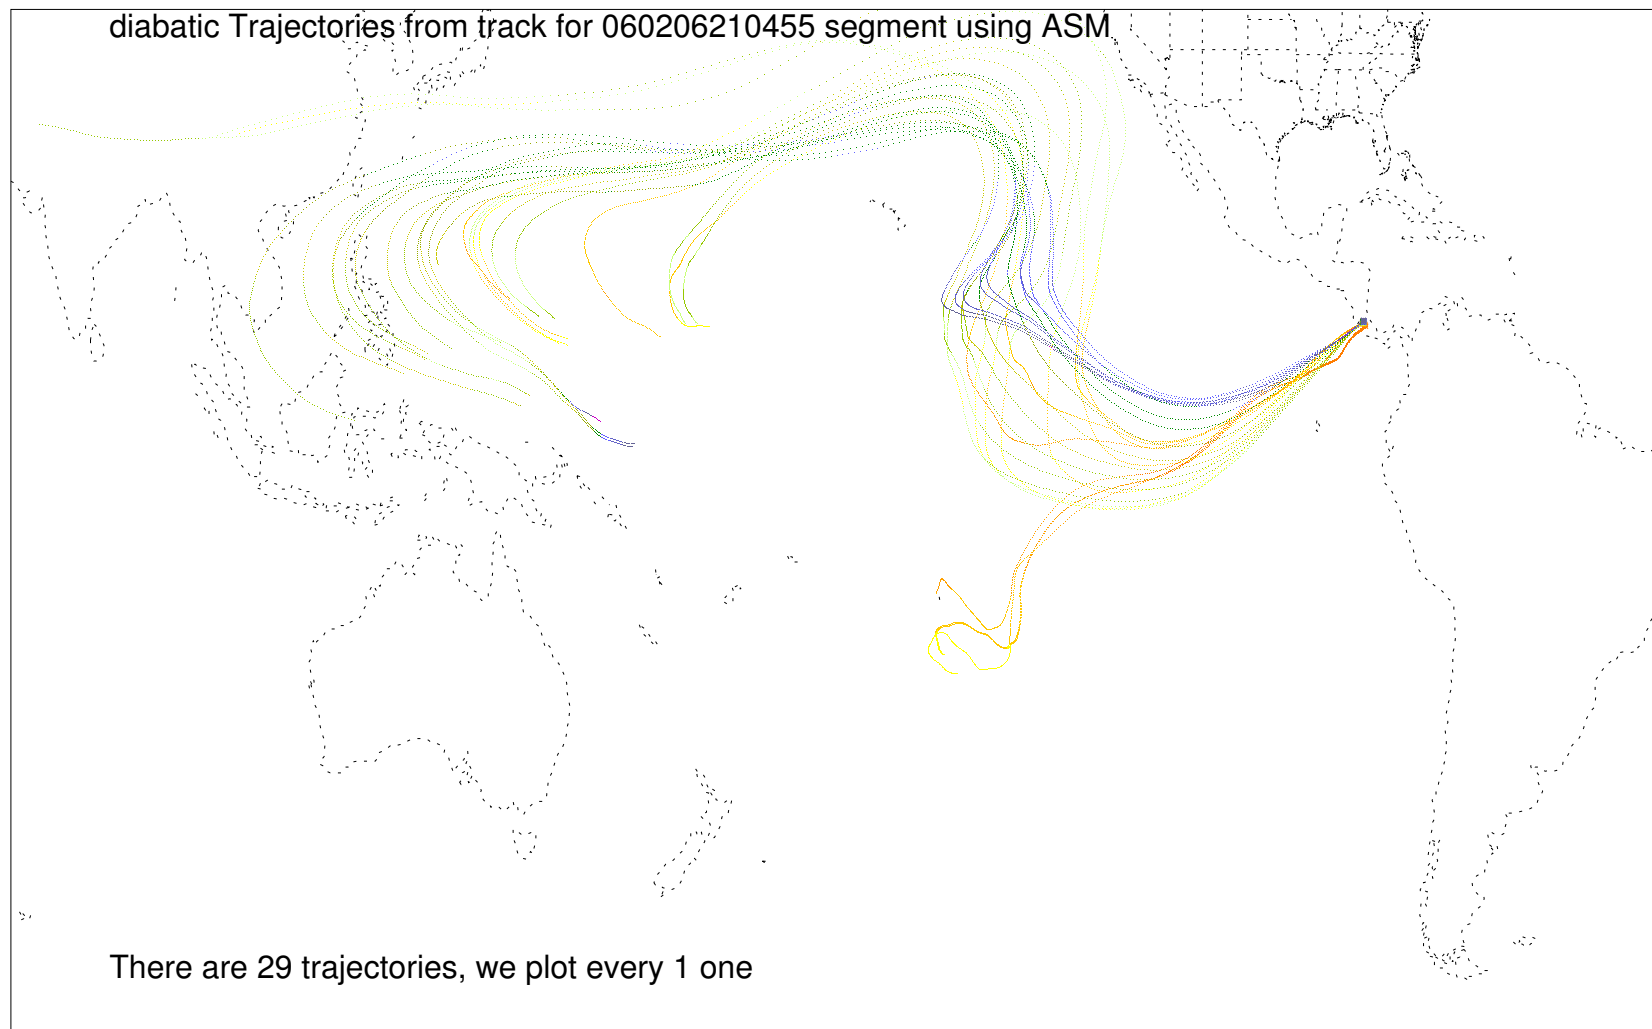 diabatic Trajectories from track for 060206210455 segment using ASM
There are 29 trajectories, we plot every 1 one